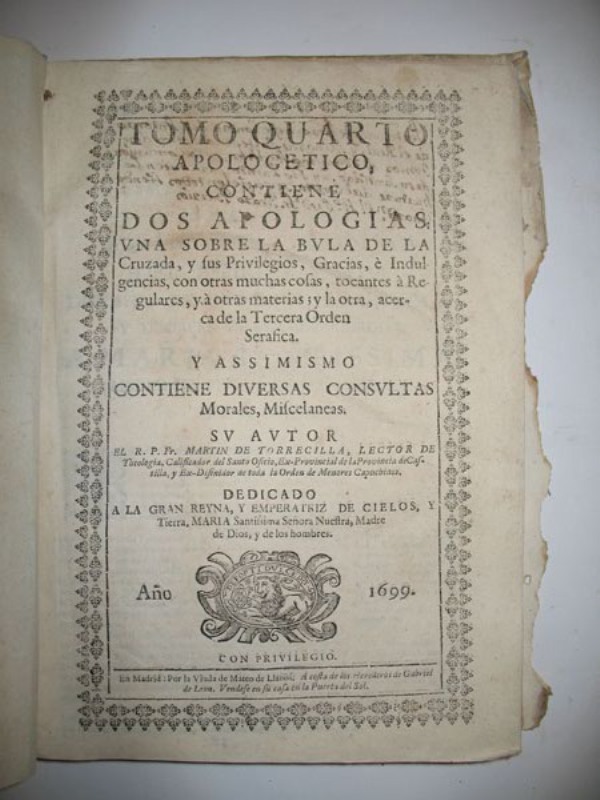 TOMO QUARTO
APOLOGETICO,
CONTIENE
DOS APOLOGIAS,
VNA SOBRE LA BVLA DE LA
Cruzada, y sus Privilegios, Gracias, è Indul-
gencias, con otras muchas cosas, tocantes à Re-
gulares, y à otras materias; y la otra, acer-
ca de la Tercera Orden
Serafica.
Y ASSIMISMO
CONTIENE DIVERSAS CONSVLTAS
Morales, Miscelaneas.
SV AVTOR
EL R. P. Fr. MARTIN DE TORRECILLA, LECTOR DE
Theologia, Calificador del Santo Oficio, Ex-Provincial de la Provincia de Cas-
tilla, y Ex-Difinidor de toda la Orden de Menores Capuchinos.
DEDICADO
A LA GRAN REYNA, Y EMPERATRIZ DE CIELOS, Y
Tierra, MARIA Santissima Señora Nuestra, Madre
de Dios, y de los hombres.
Año 1699.
CON PRIVILEGIO.
En Madrid: Por la Viuda de Mateo de Llanos. A costa de los Herederos de Gabriel
de Leon. Vendese en su casa en la Puerta del Sol.